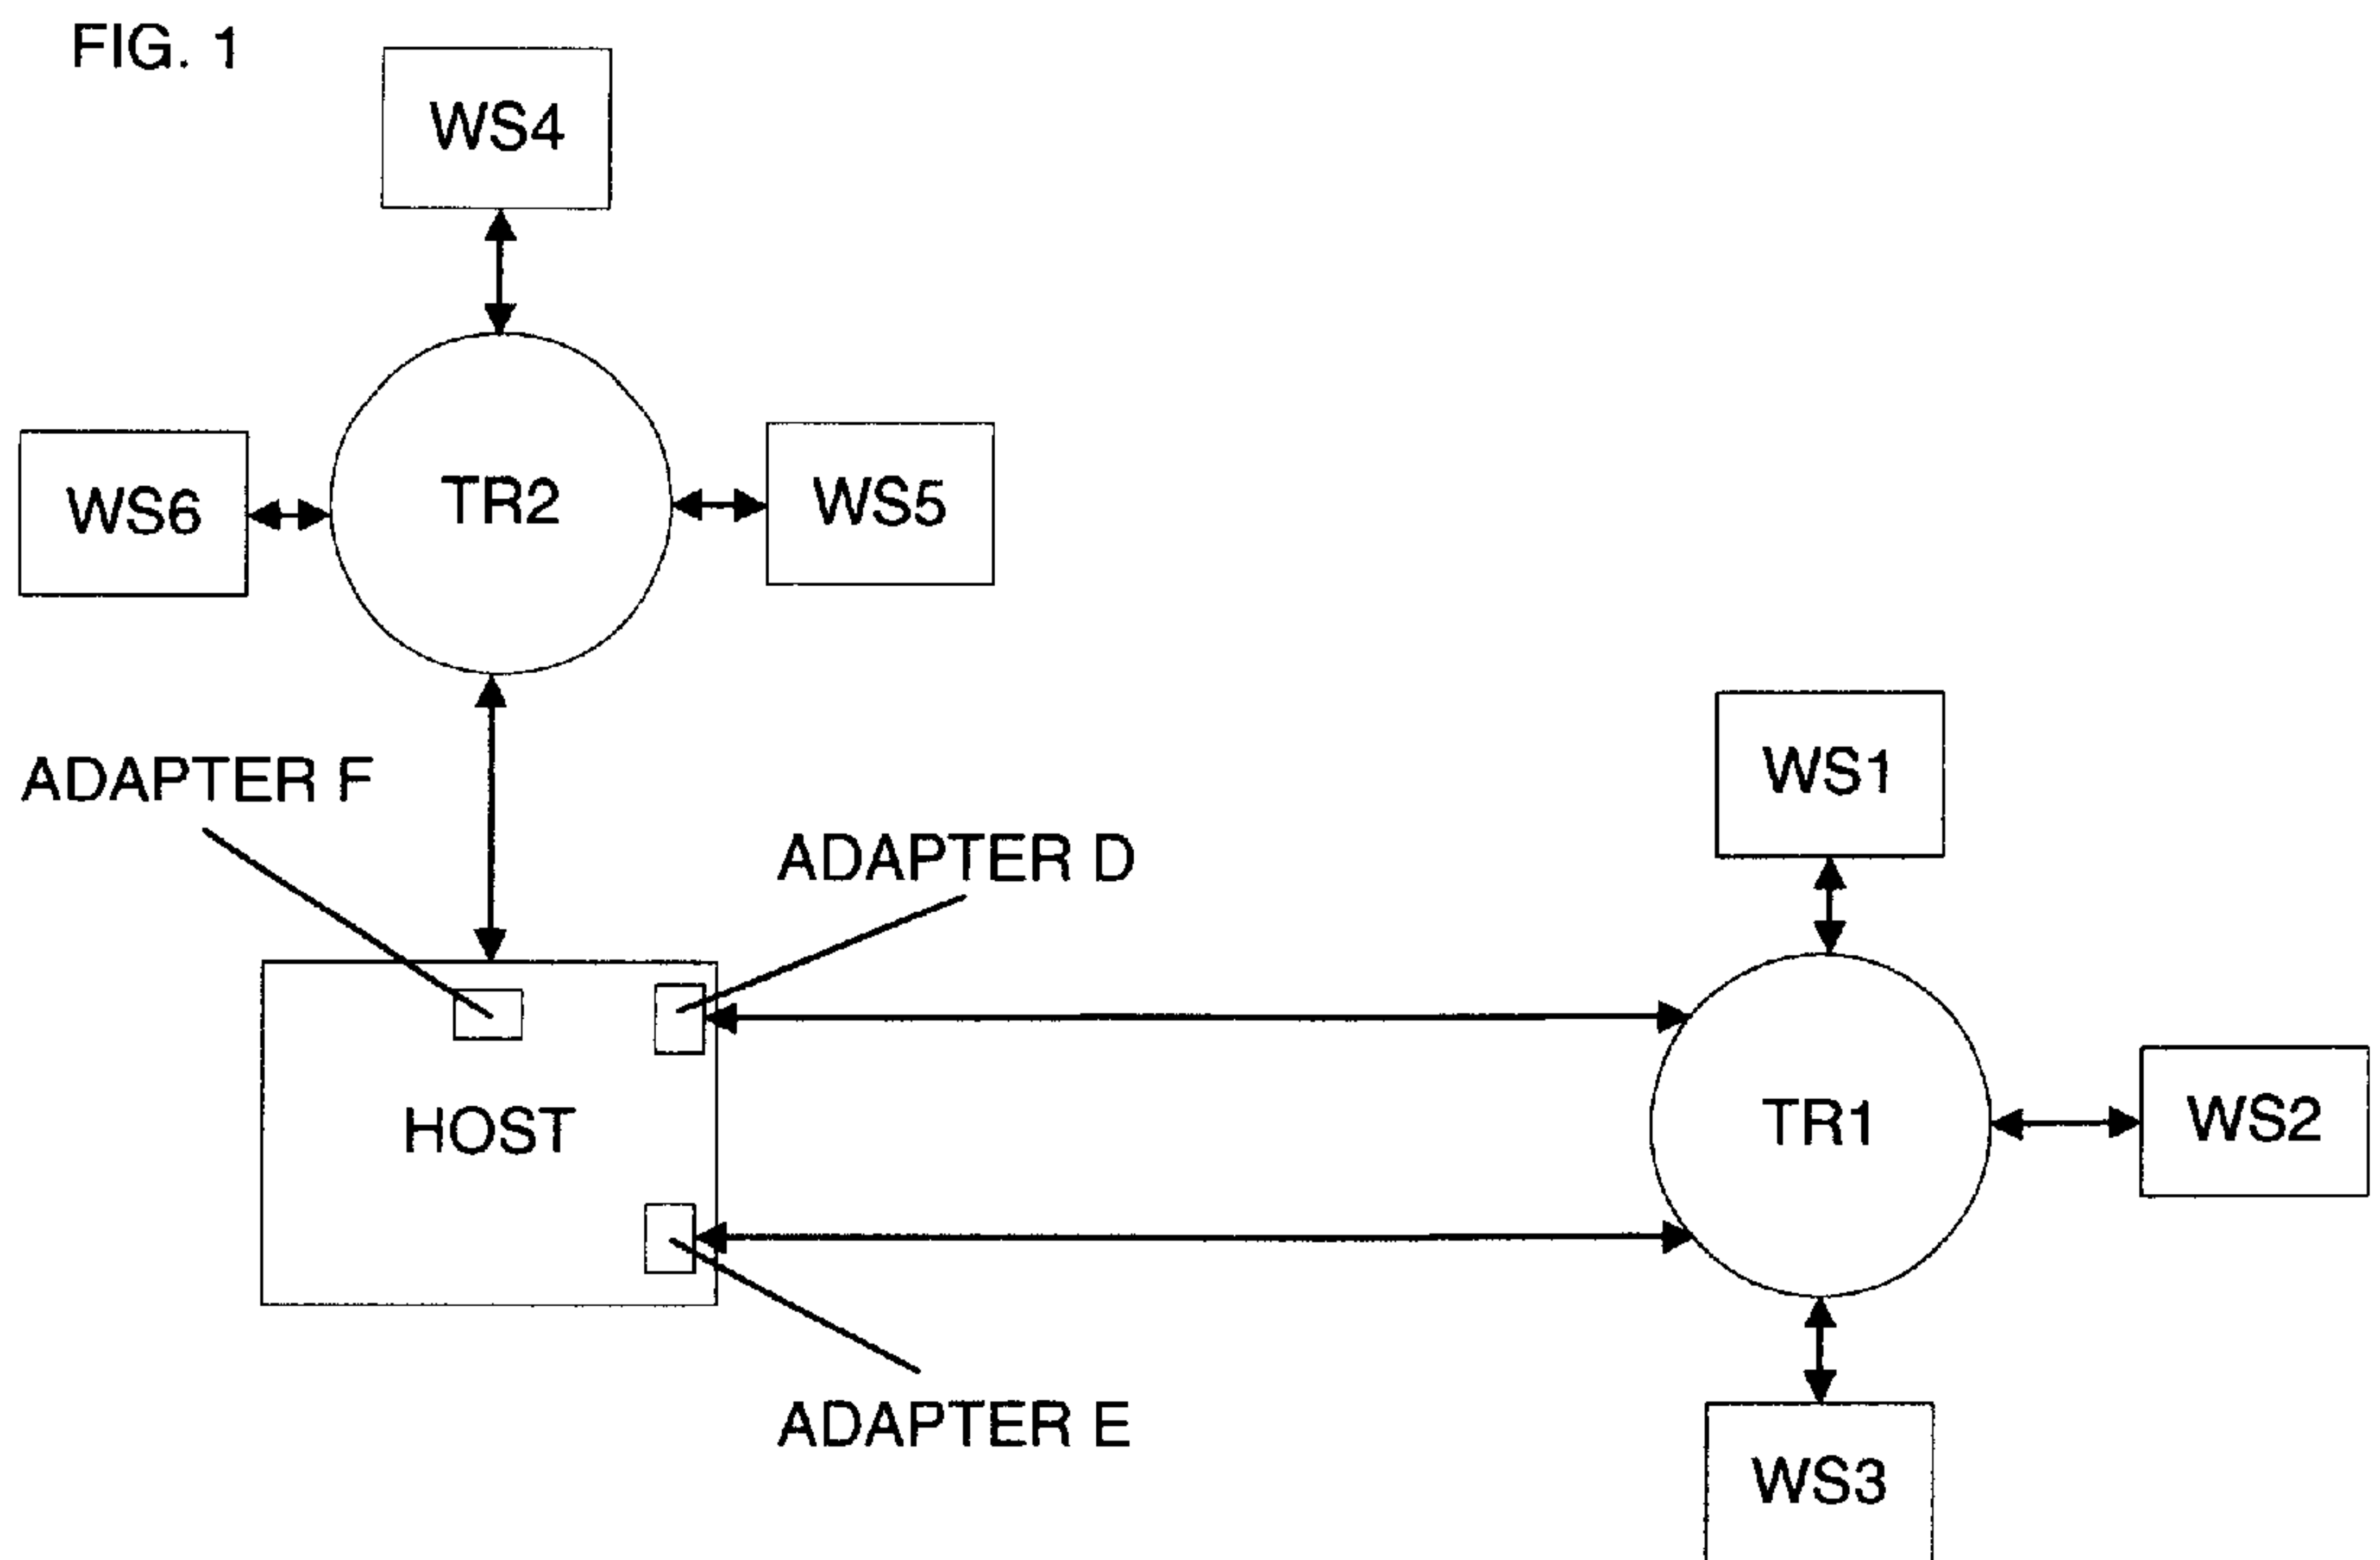 FIG. 1
WS4
WS6
TR2
WS5
ADAPTER F
ADAPTER D
WS1
HOST
TR1
WS2
ADAPTER E
WS3